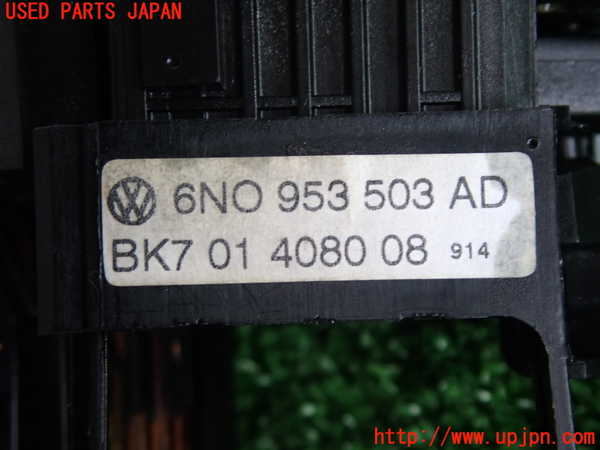 USED PARTS JAPAN
6N0 953 503 AD
BK7 01 4080 08 914
http://www.upjpn.com/